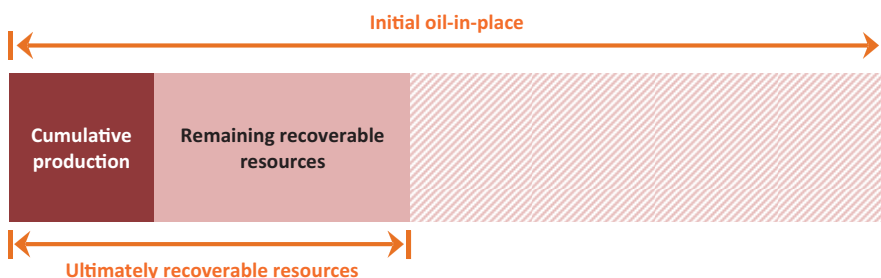 Initial oil-in-place
Cumulative
production
Remaining recoverable
resources
Ultimately recoverable resources